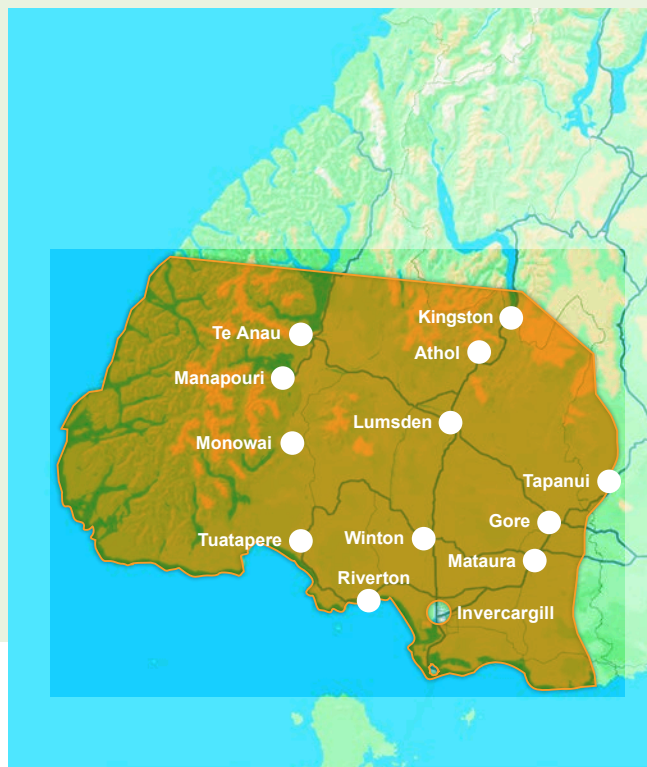 Kingston
Te Anau
Athol
Manapouri
Lumsden
Monowai
Tapanui
Gore
Winton
Tuatapere
Mataura
Riverton
Invercargill